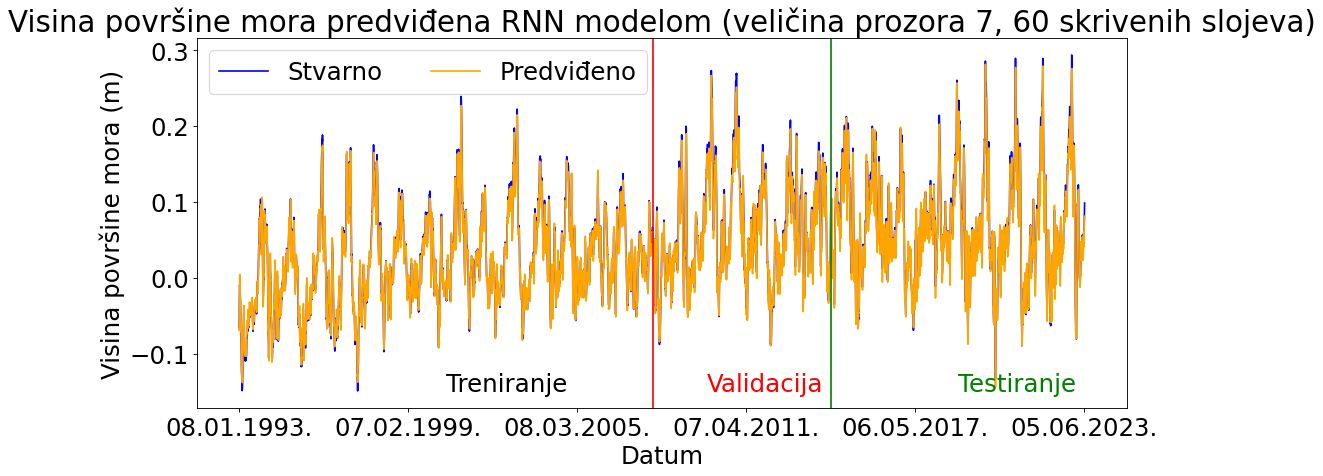 Visina površine mora predviđena RNN modelom (veličina prozora 7, 60 skrivenih slojeva)
Stvarno
Predviđeno
Visina površine mora (m)
0.3
0.2
0.1
0.0
−0.1
Treniranje
Validacija
Testiranje
08.01.1993.
07.02.1999.
08.03.2005.
07.04.2011.
06.05.2017.
05.06.2023.
Datum